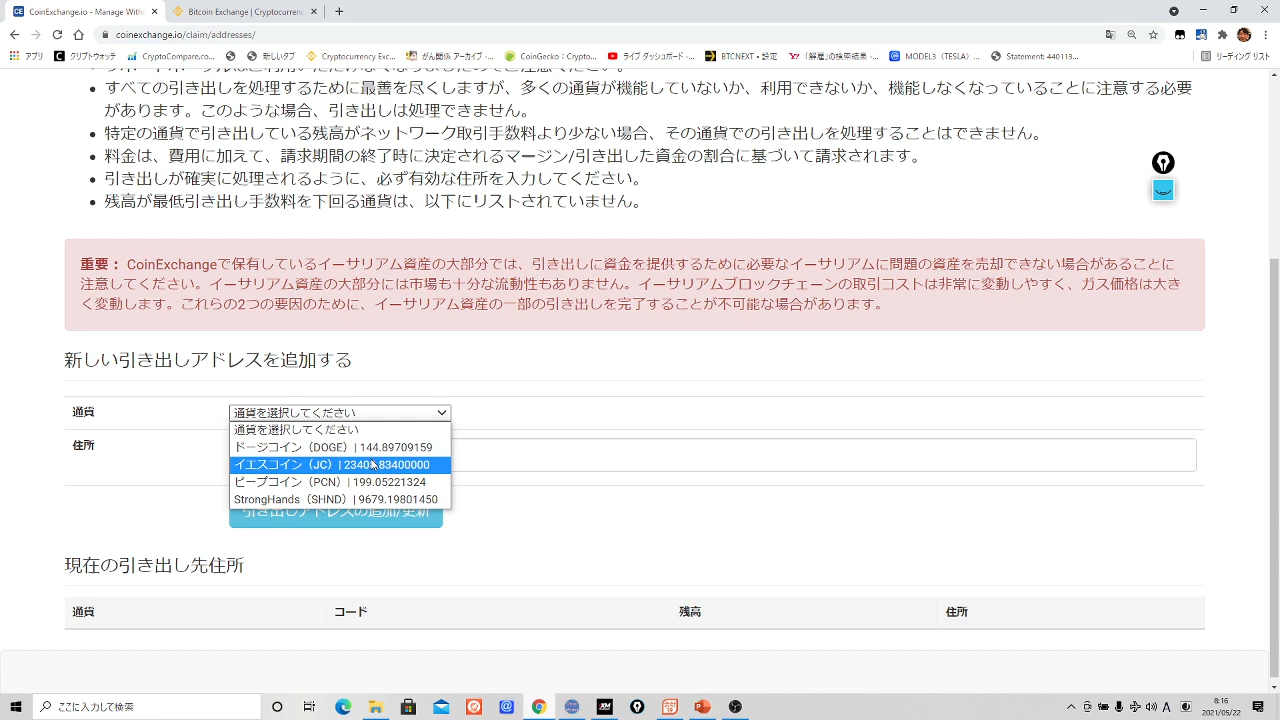 CoinExchange.io - Manage With
Bitcoin Exchange | Cryptocurrenc
coinexchange.io/claim/addresses/
アプリ
クリプトウォッチ
CryptoCompare:...
新しいタブ
Cryptocurrency Exc...
がん関係 アーカイブ -...
CoinGecko : Crypto...
ライブ ダッシュボード -...
BTCNEXT • 設定
「解雇」の検索結果 -...
MODEL3（TESLA）...
Statement: 440113...
リーディング リスト
すべての引き出しを処理するために最善を尽くしますが、多くの通貨が機能していないか、利用できないか、機能しなくなっていることに注意する必要
があります。このような場合、引き出しは処理できません。
特定の通貨で引き出している残高がネットワーク取引手数料より少ない場合、その通貨での引き出しを処理することはできません。
料金は、費用に加えて、請求期間の終了時に決定されるマージン/引き出した資金の割合に基づいて請求されます。
引き出しが確実に処理されるように、必ず有効な住所を入力してください。
残高が最低引き出し手数料を下回る通貨は、以下にリストされていません。
重要： CoinExchangeで保有しているイーサリアム資産の大部分では、引き出しに資金を提供するために必要なイーサリアムに問題の資産を売却できない場合があることに
注意してください。イーサリアム資産の大部分には市場も十分な流動性もありません。イーサリアムブロックチェーンの取引コストは非常に変動しやすく、ガス価格は大き
く変動します。これらの2つの要因のために、イーサリアム資産の一部の引き出しを完了することが不可能な場合があります。
新しい引き出しアドレスを追加する
通貨
通貨を選択してください
通貨を選択してください
ドージコイン（DOGE）| 144.89709159
住所
イエスコイン（JC）| 23401.83400000
ピープコイン（PCN）| 199.05221324
StrongHands（SHND）| 9679.19801450
引き出しアドレスの追加/更新
現在の引き出し先住所
通貨 コード 残高 住所
ここに入力して検索
8:16
2021/05/22